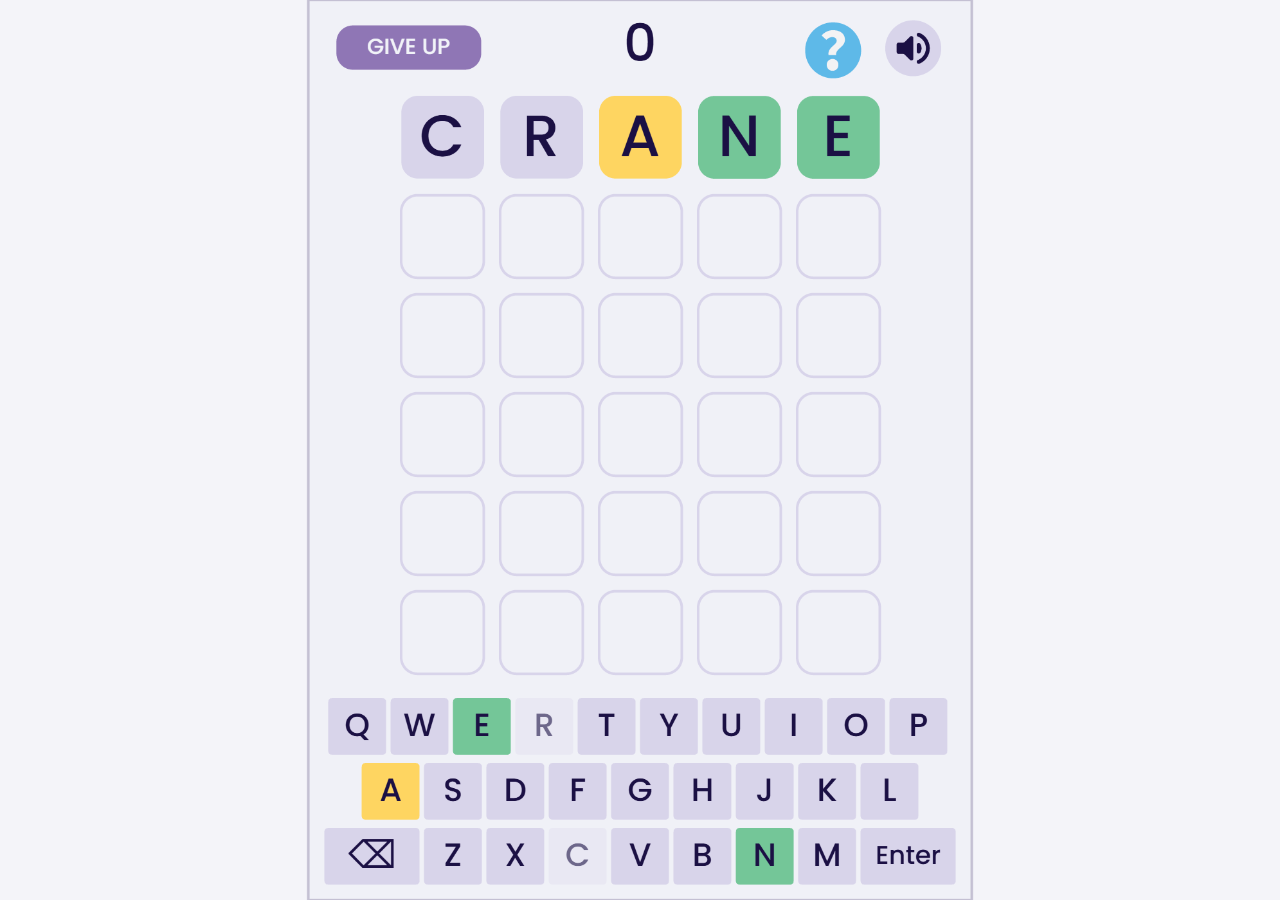 GIVE UP 0 ?
C R A N E
Q W E R T Y U I O P
A S D F G H J K L
⌫ Z X C V B N M Enter